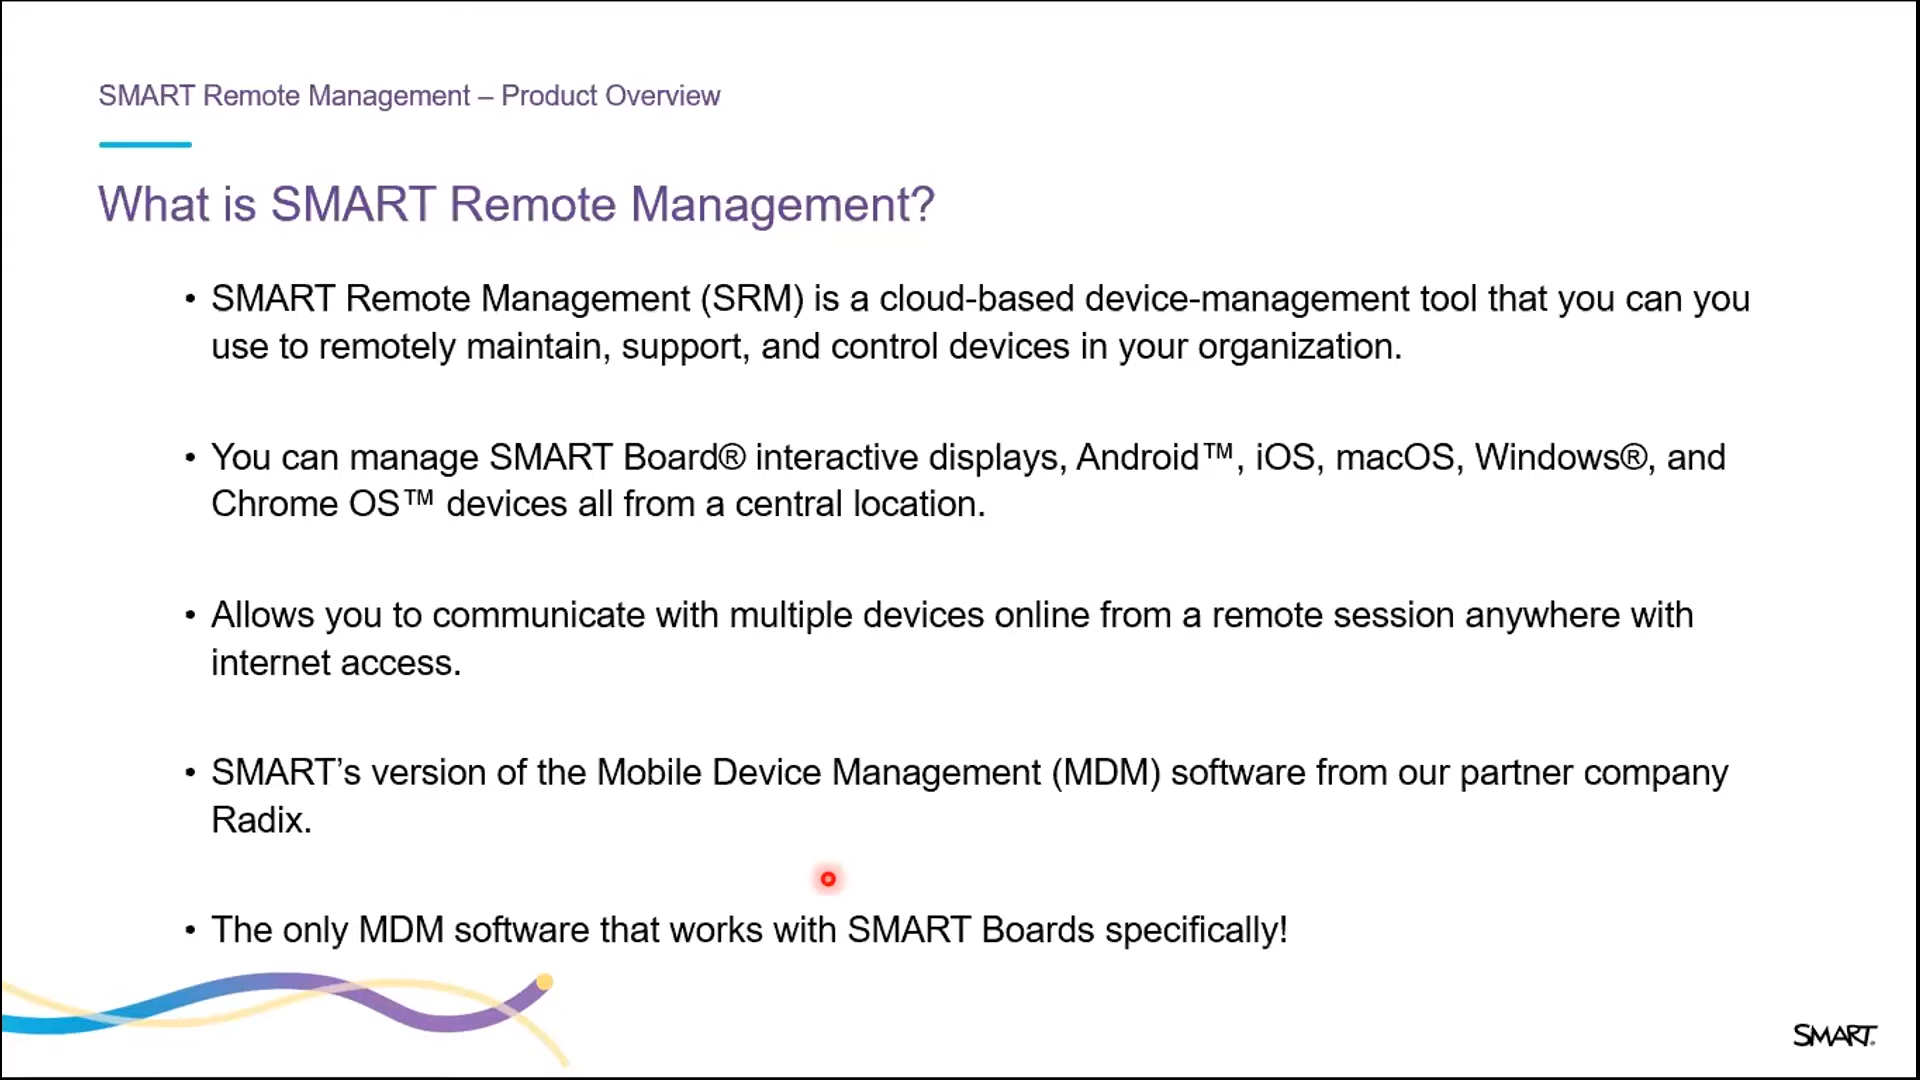 SMART Remote Management – Product Overview
What is SMART Remote Management?
• SMART Remote Management (SRM) is a cloud-based device-management tool that you can you
use to remotely maintain, support, and control devices in your organization.
• You can manage SMART Board® interactive displays, Android™, iOS, macOS, Windows®, and
Chrome OS™ devices all from a central location.
• Allows you to communicate with multiple devices online from a remote session anywhere with
internet access.
• SMART’s version of the Mobile Device Management (MDM) software from our partner company
Radix.
• The only MDM software that works with SMART Boards specifically!
SMART.